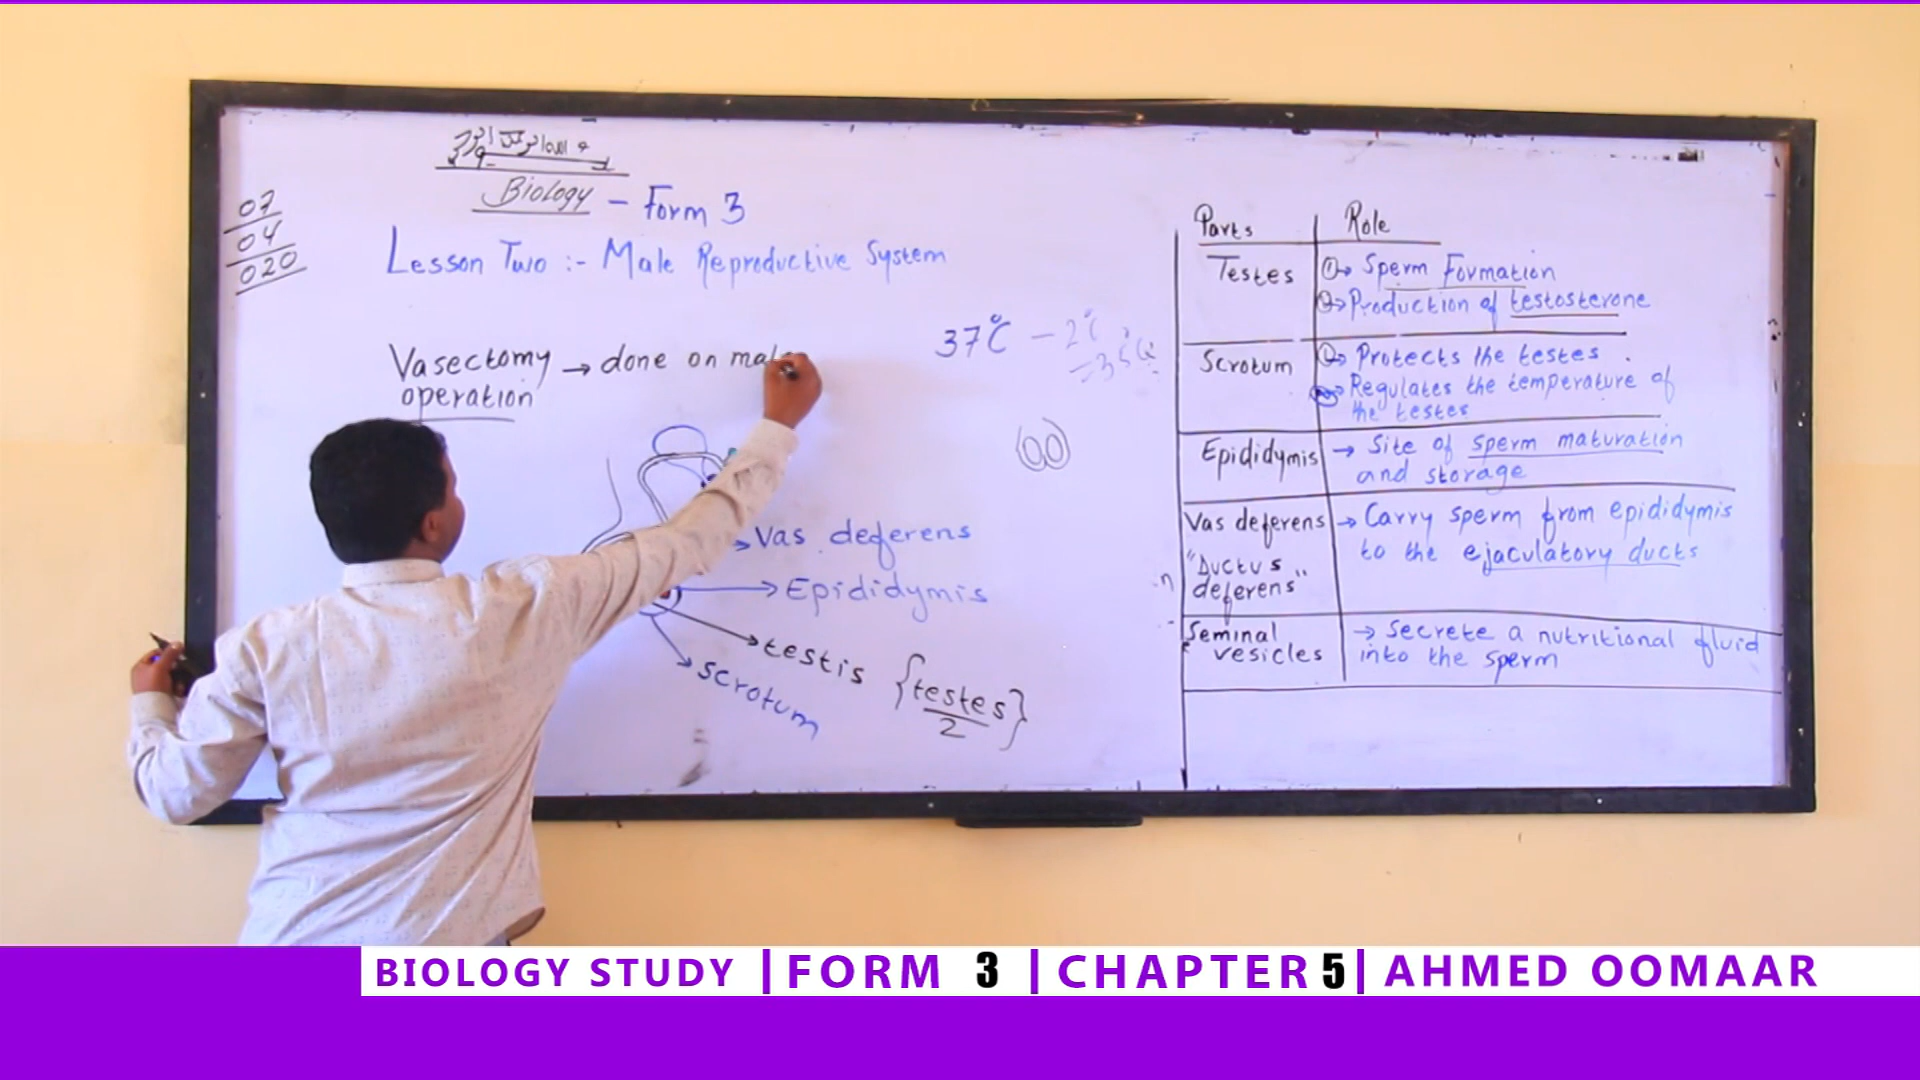 Biology - Form 3
07
04
020
Lesson Two :- Male Reproductive System
37°C - 2°C
Vasectomy → done on males
operation
Vas deferens
Epididymis
testis {testes}
2
scrotum
Parts Role
Testes ① → Sperm Formation
② → Production of testosterone
Scrotum ① → Protects the testes .
② → Regulates the temperature of
the testes
Epididymis → Site of sperm maturation
and storage
Vas deferens → Carry sperm from epididymis
to the ejaculatory ducts
"Ductus
deferens"
Seminal → Secrete a nutritional fluid
vesicles into the sperm
BIOLOGY STUDY | FORM 3 | CHAPTER 5 | AHMED OOMAAR